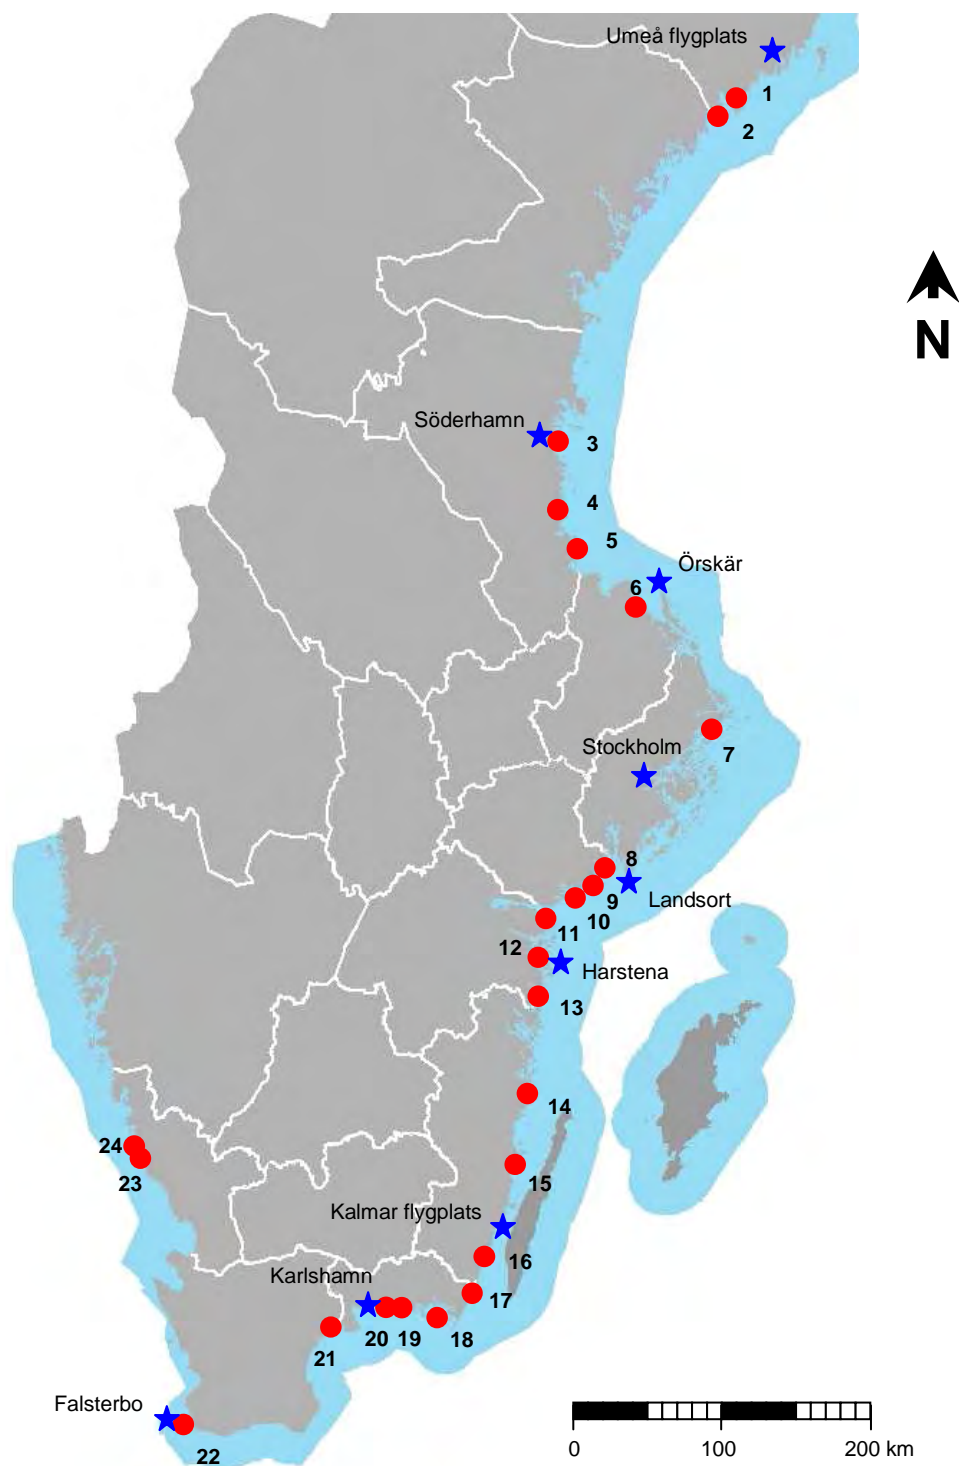 Umeå flygplats
1
2
N
Söderhamn
3
4
5
Örskär
6
7
Stockholm
8
9
Landsort
10
11
12
Harstena
13
14
24
23
15
Kalmar flygplats
16
Karlshamn
17
18
19
20
21
Falsterbo
22
0 100 200 km